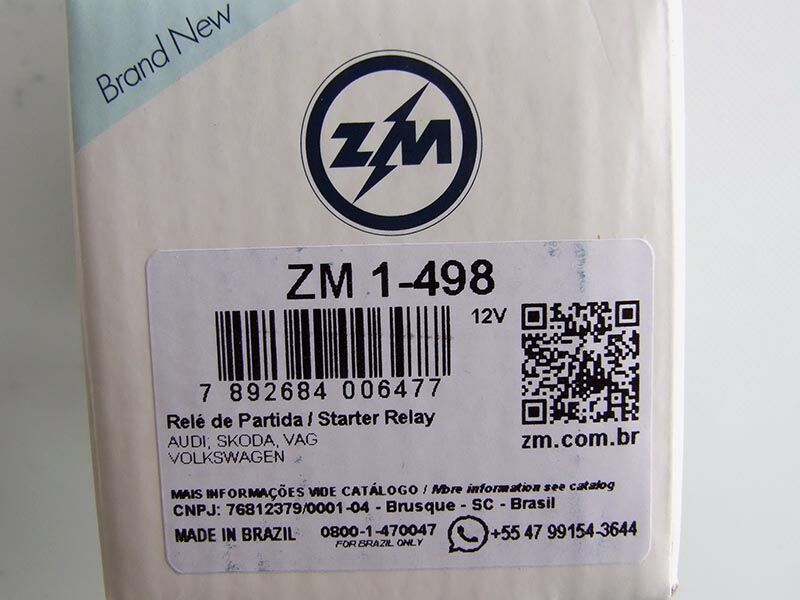 Brand New
ZM
ZM 1-498
12V
7 892684 006477
Relé de Partida / Starter Relay
AUDI, SKODA, VAG
VOLKSWAGEN
zm.com.br
MAIS INFORMAÇÕES VIDE CATÁLOGO / More information see catalog
CNPJ: 76812379/0001-04 - Brusque - SC - Brasil
MADE IN BRAZIL 0800-1-470047 +55 47 99154-3644
FOR BRAZIL ONLY